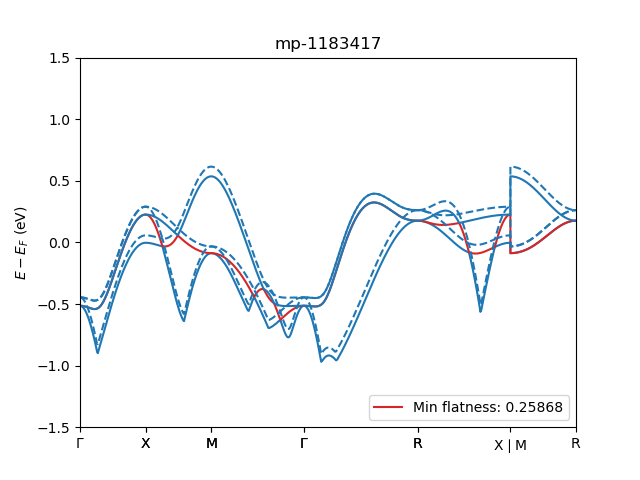 mp-1183417
1.5
1.0
0.5
0.0
−0.5
−1.0
−1.5
E − E_F (eV)
Min flatness: 0.25868
Γ X M Γ R X | M R